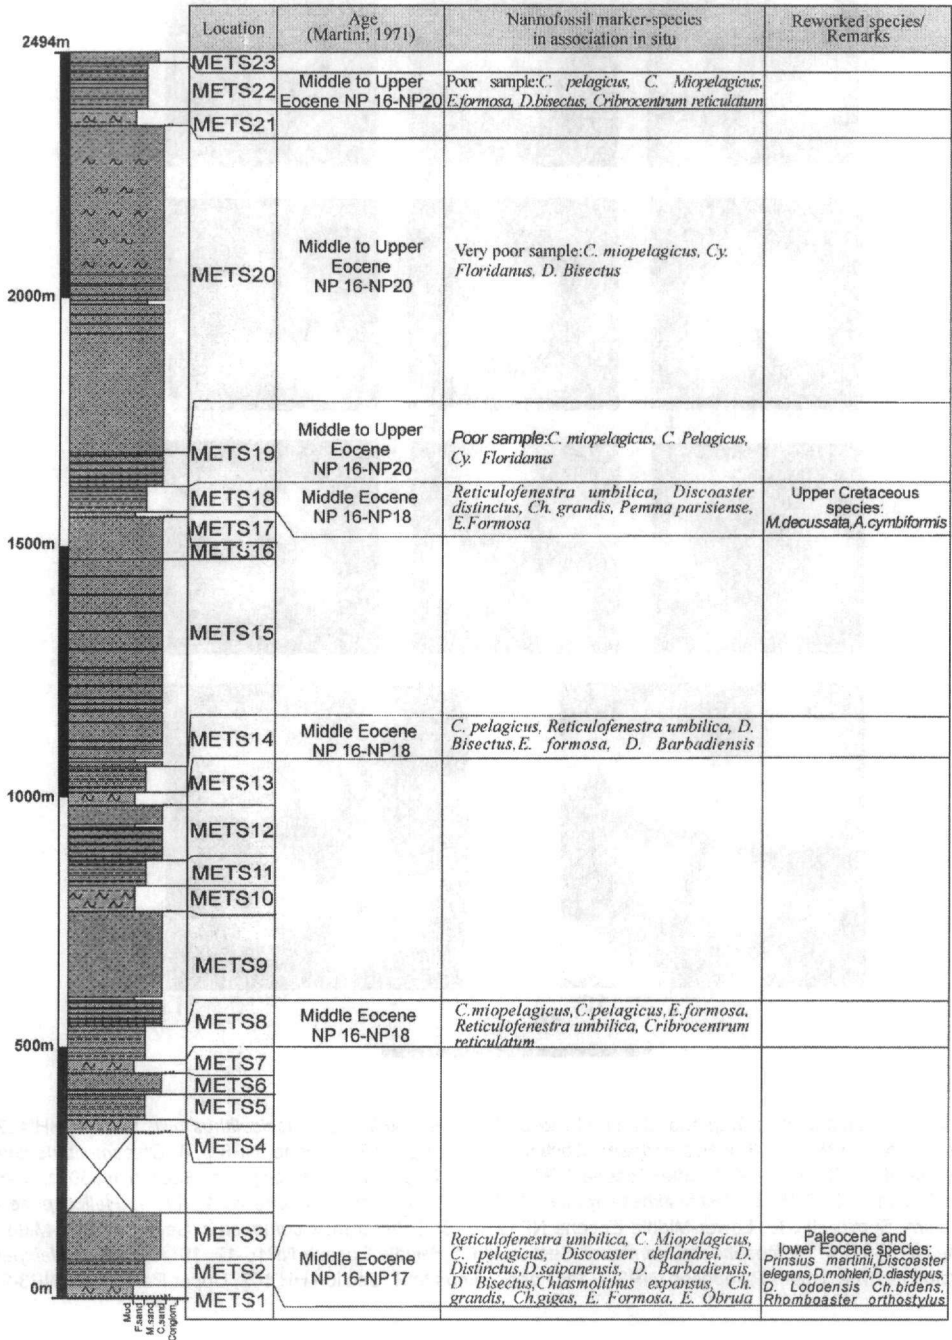 Location
Age
(Martini, 1971)
Nannofossil marker-species
in association in situ
Reworked species/
Remarks
2494m
2000m
1500m
1000m
500m
0m
METS23
METS22
Middle to Upper
Eocene NP 16-NP20
Poor sample:C. pelagicus, C. Miopelagicus,
E.formosa, D.bisectus, Cribrocentrum reticulatum
METS21
METS20
Middle to Upper
Eocene
NP 16-NP20
Very poor sample:C. miopelagicus, Cy.
Floridanus, D. Bisectus
METS19
Middle to Upper
Eocene
NP 16-NP20
Poor sample:C. miopelagicus, C. Pelagicus,
Cy. Floridanus
METS18
Middle Eocene
NP 16-NP18
Reticulofenestra umbilica, Discoaster
distinctus, Ch. grandis, Pemma parisiense,
E.Formosa
Upper Cretaceous
species:
M.decussata,A.cymbiformis
METS17
METS16
METS15
METS14
Middle Eocene
NP 16-NP18
C. pelagicus, Reticulofenestra umbilica, D.
Bisectus,E. formosa, D. Barbadiensis
METS13
METS12
METS11
METS10
METS9
METS8
Middle Eocene
NP 16-NP18
C.miopelagicus,C.pelagicus,E.formosa,
Reticulofenestra umbilica, Cribrocentrum
reticulatum
METS7
METS6
METS5
METS4
METS3
METS2
METS1
Middle Eocene
NP 16-NP17
Reticulofenestra umbilica, C. Miopelagicus,
C. pelagicus, Discoaster deflandrei, D.
Distinctus,D.saipanensis, D. Barbadiensis,
D Bisectus,Chiasmolithus expansus, Ch.
grandis, Ch.gigas, E. Formosa, E. Obruta
Paleocene and
lower Eocene species:
Prinsius martinii,Discoaster
elegans,D.mohleri,D.diastypus,
D. Lodoensis Ch.bidens,
Rhomboaster orthostylus
Mud
F.sand
M.sand
C.sand
Conglom.